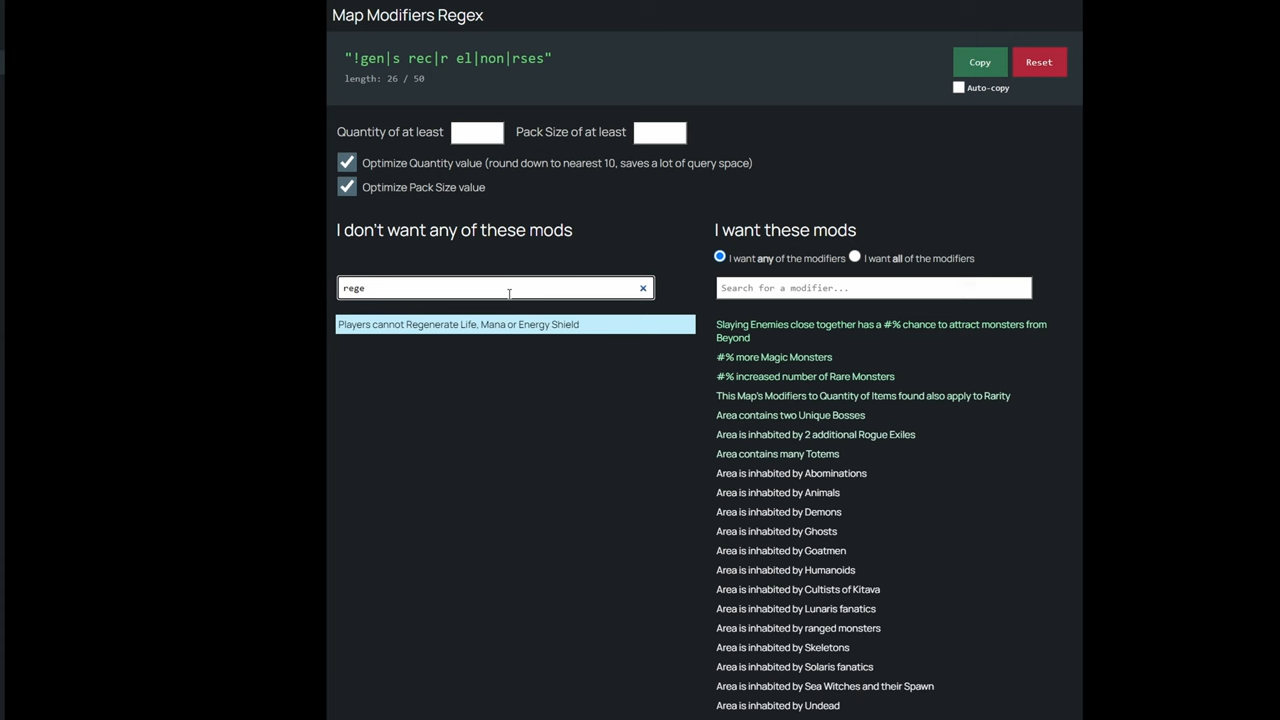 Map Modifiers Regex
"!gen|s rec|r el|non|rses"
length: 26 / 50
Copy
Reset
Auto-copy
Quantity of at least
Pack Size of at least
Optimize Quantity value (round down to nearest 10, saves a lot of query space)
Optimize Pack Size value
I don't want any of these mods
rege
×
Players cannot Regenerate Life, Mana or Energy Shield
I want these mods
I want any of the modifiers
I want all of the modifiers
Search for a modifier...
Slaying Enemies close together has a #% chance to attract monsters from
Beyond
#% more Magic Monsters
#% increased number of Rare Monsters
This Map's Modifiers to Quantity of Items found also apply to Rarity
Area contains two Unique Bosses
Area is inhabited by 2 additional Rogue Exiles
Area contains many Totems
Area is inhabited by Abominations
Area is inhabited by Animals
Area is inhabited by Demons
Area is inhabited by Ghosts
Area is inhabited by Goatmen
Area is inhabited by Humanoids
Area is inhabited by Cultists of Kitava
Area is inhabited by Lunaris fanatics
Area is inhabited by ranged monsters
Area is inhabited by Skeletons
Area is inhabited by Solaris fanatics
Area is inhabited by Sea Witches and their Spawn
Area is inhabited by Undead